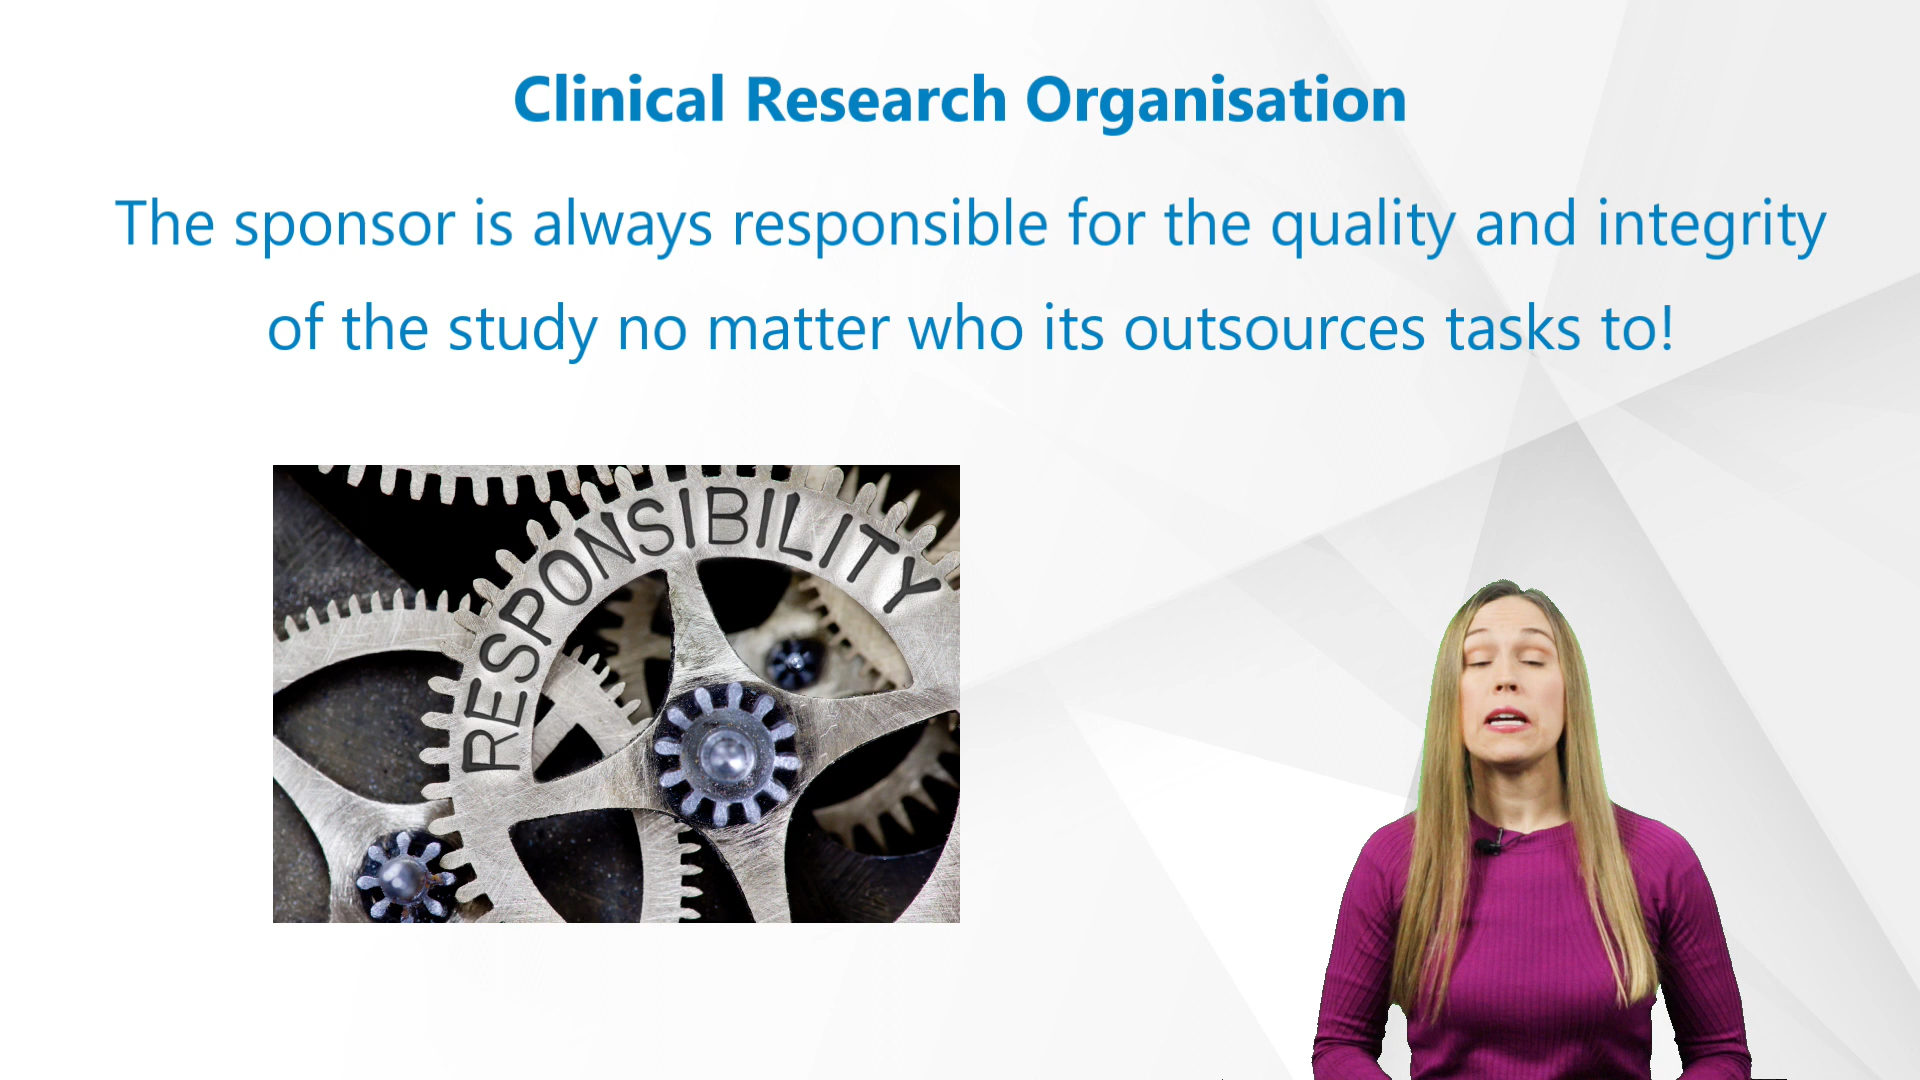 Clinical Research Organisation
The sponsor is always responsible for the quality and integrity
of the study no matter who its outsources tasks to!
RESPONSIBILITY